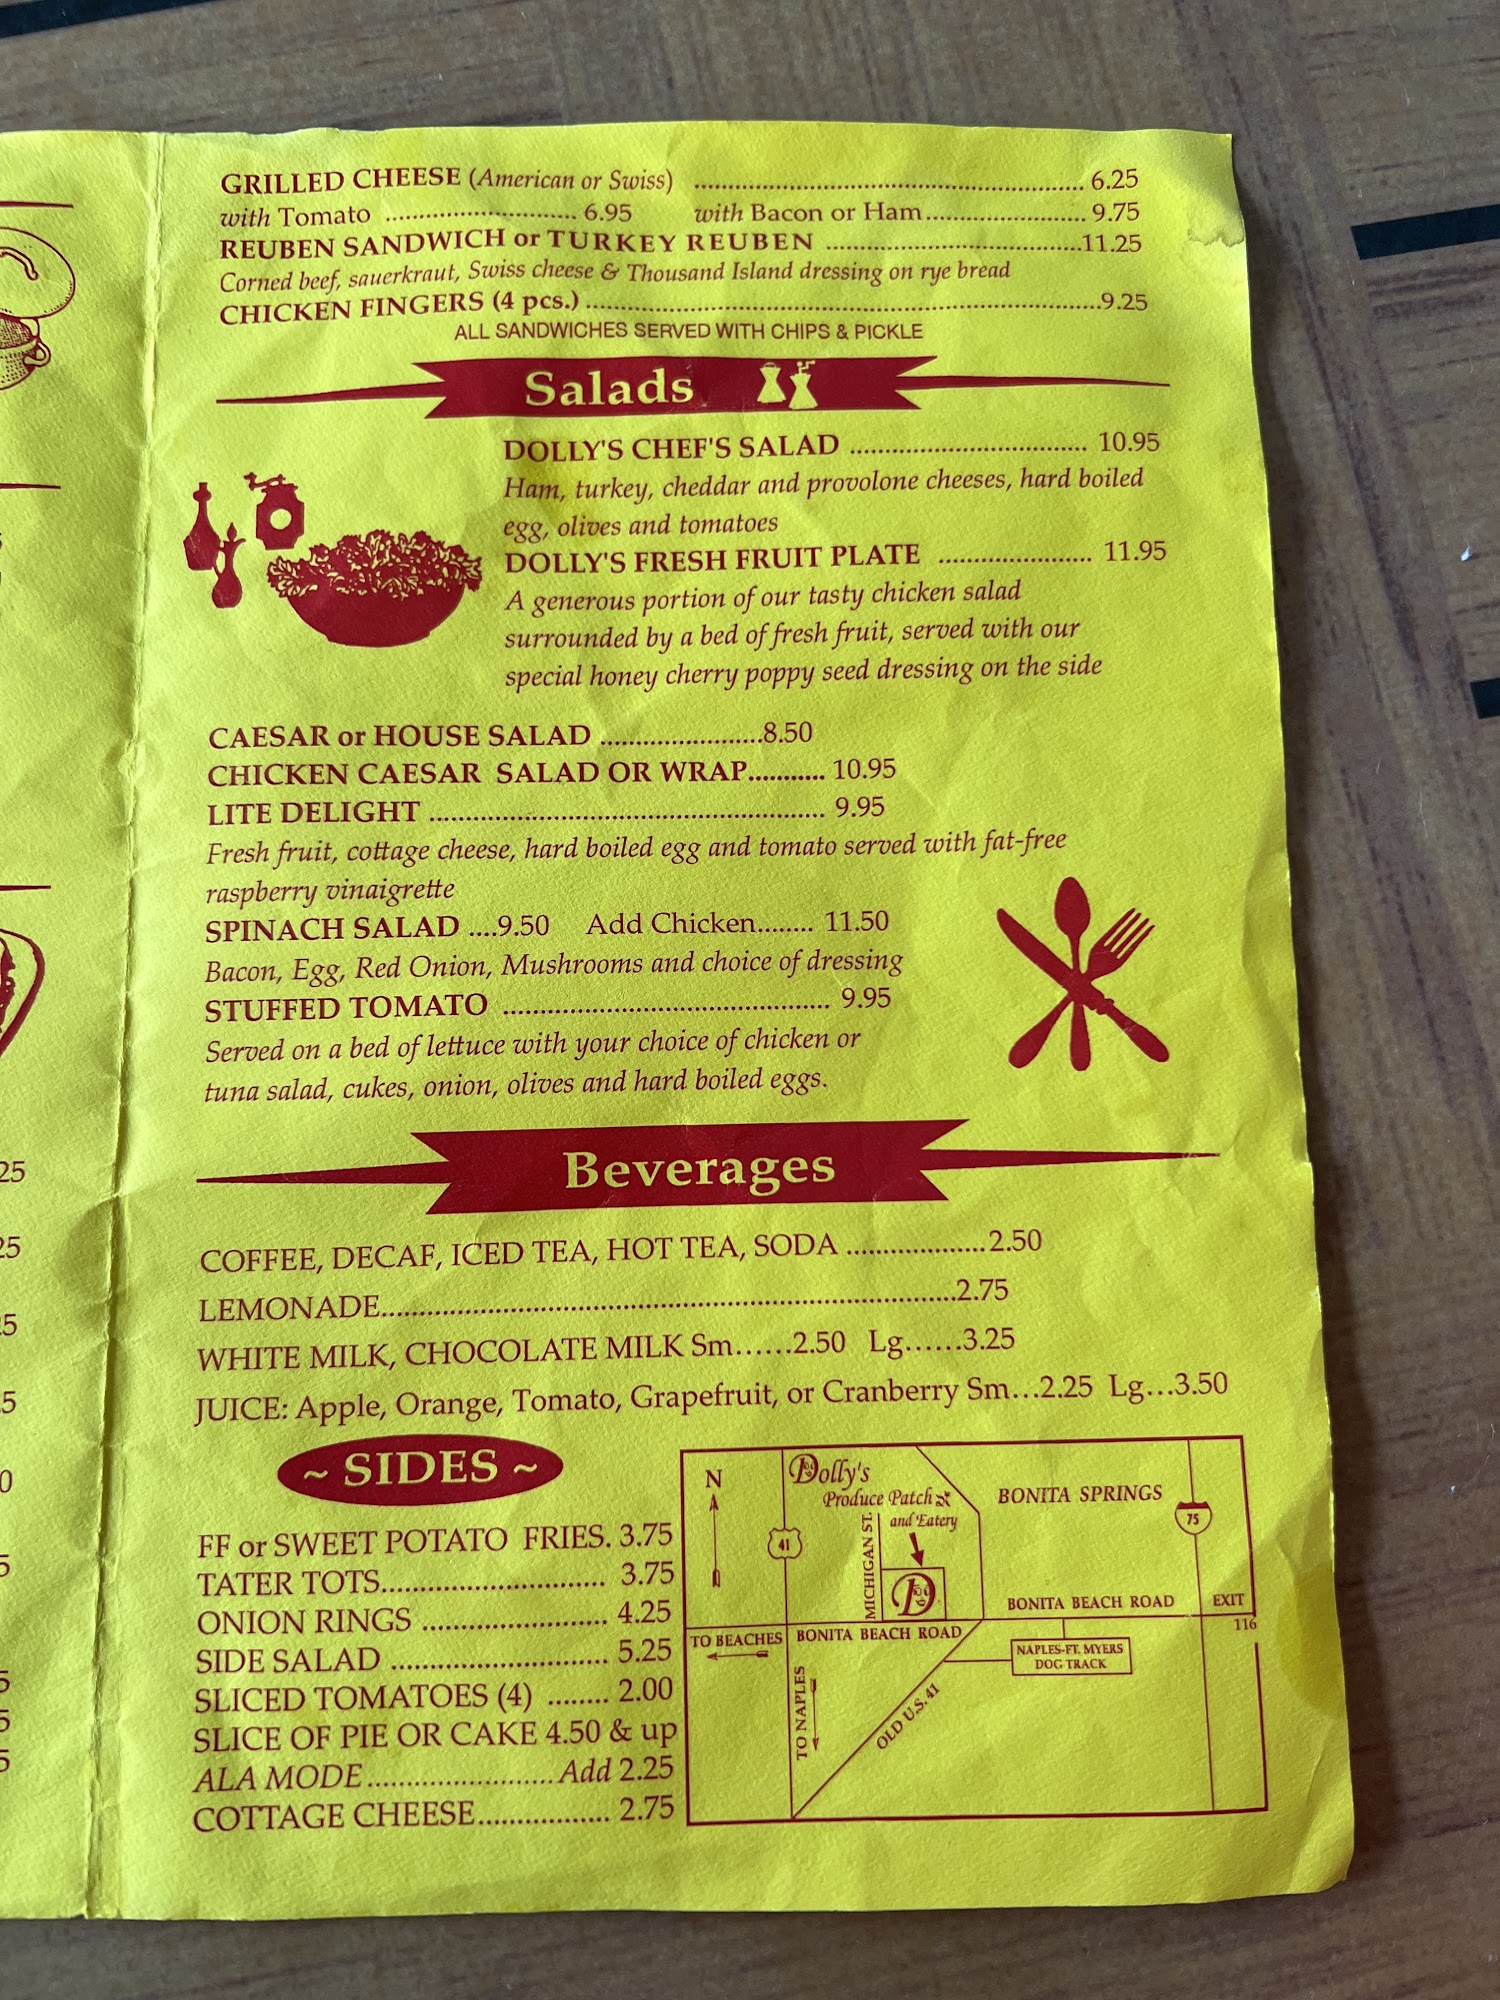 GRILLED CHEESE (American or Swiss) ........ 6.25
with Tomato ........ 6.95 with Bacon or Ham........ 9.75
REUBEN SANDWICH or TURKEY REUBEN ........11.25
Corned beef, sauerkraut, Swiss cheese & Thousand Island dressing on rye bread
CHICKEN FINGERS (4 pcs.) ........9.25
ALL SANDWICHES SERVED WITH CHIPS & PICKLE
Salads
DOLLY'S CHEF'S SALAD ........ 10.95
Ham, turkey, cheddar and provolone cheeses, hard boiled
egg, olives and tomatoes
DOLLY'S FRESH FRUIT PLATE ........ 11.95
A generous portion of our tasty chicken salad
surrounded by a bed of fresh fruit, served with our
special honey cherry poppy seed dressing on the side
CAESAR or HOUSE SALAD ........8.50
CHICKEN CAESAR SALAD OR WRAP........... 10.95
LITE DELIGHT ........ 9.95
Fresh fruit, cottage cheese, hard boiled egg and tomato served with fat-free
raspberry vinaigrette
SPINACH SALAD ....9.50 Add Chicken........ 11.50
Bacon, Egg, Red Onion, Mushrooms and choice of dressing
STUFFED TOMATO ........ 9.95
Served on a bed of lettuce with your choice of chicken or
tuna salad, cukes, onion, olives and hard boiled eggs.
Beverages
COFFEE, DECAF, ICED TEA, HOT TEA, SODA ........2.50
LEMONADE........2.75
WHITE MILK, CHOCOLATE MILK Sm......2.50 Lg......3.25
JUICE: Apple, Orange, Tomato, Grapefruit, or Cranberry Sm...2.25 Lg...3.50
~ SIDES ~
FF or SWEET POTATO FRIES. 3.75
TATER TOTS........ 3.75
ONION RINGS ........ 4.25
SIDE SALAD ........ 5.25
SLICED TOMATOES (4) ........ 2.00
SLICE OF PIE OR CAKE 4.50 & up
ALA MODE........Add 2.25
COTTAGE CHEESE........ 2.75
N
41
Dolly's
Produce Patch
and Eatery
MICHIGAN ST.
D
BONITA SPRINGS
75
BONITA BEACH ROAD
EXIT
116
TO BEACHES
BONITA BEACH ROAD
NAPLES-FT. MYERS
DOG TRACK
TO NAPLES
OLD U.S. 41